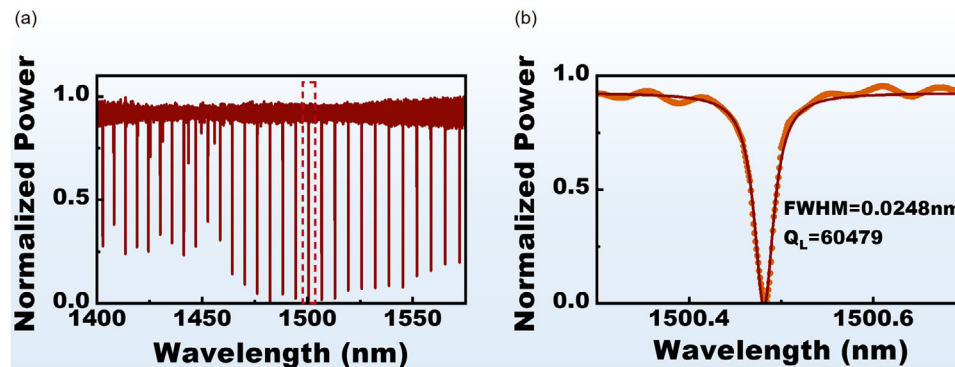 (a)
Normalized Power
1.0
0.5
0.0
1400
1450
1500
1550
Wavelength (nm)
(b)
Normalized Power
1.0
0.5
0.0
FWHM=0.0248nm
Q_L=60479
1500.4
1500.6
Wavelength (nm)